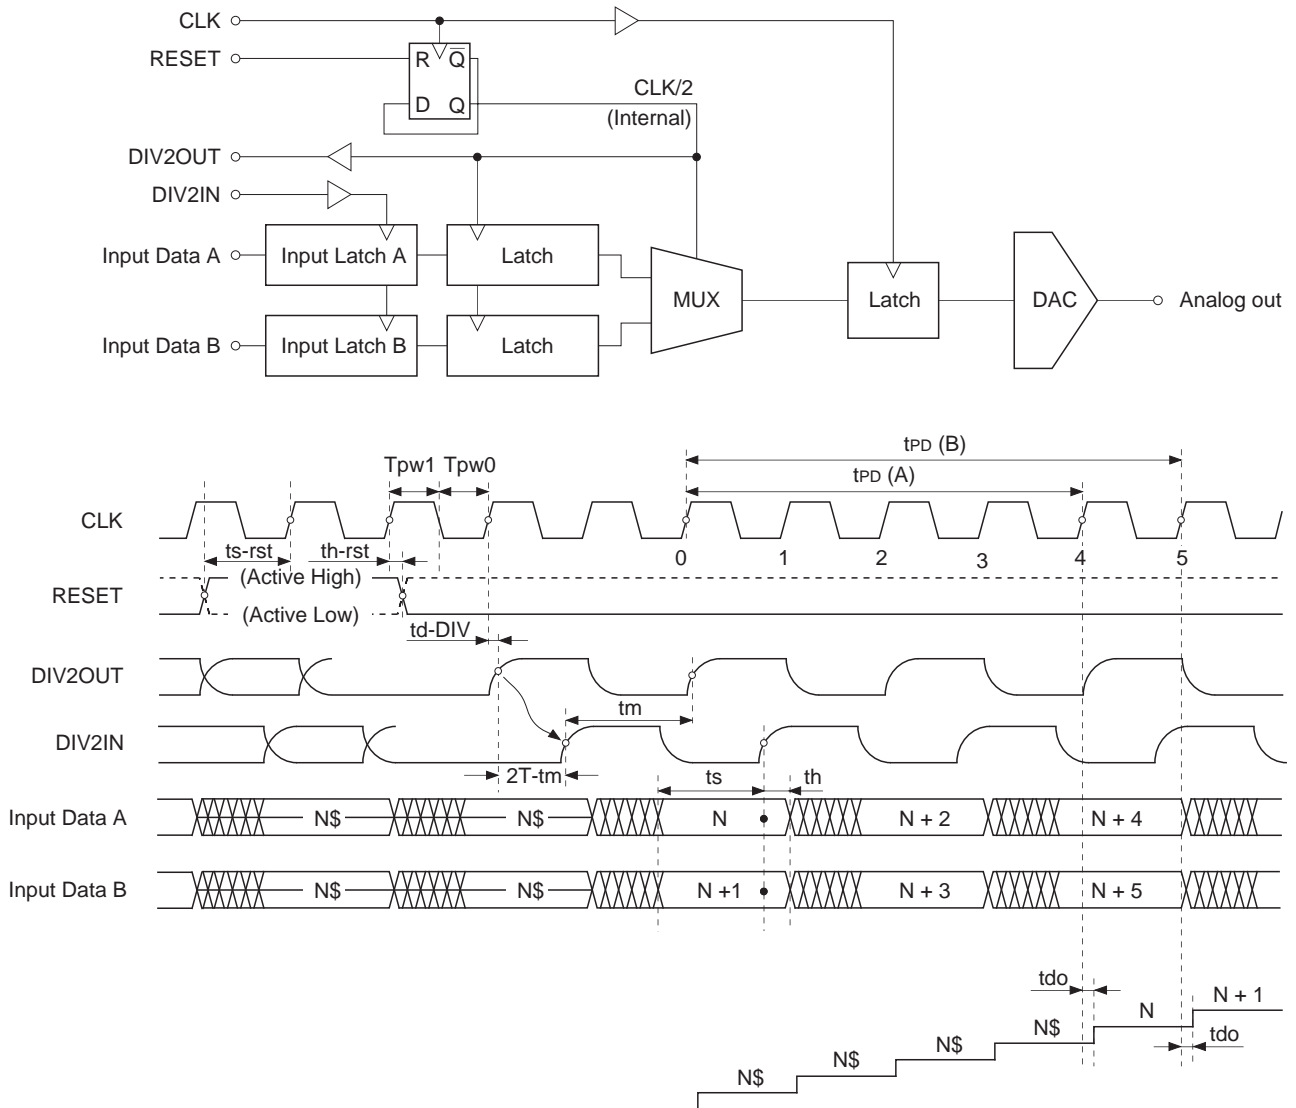 CLK
RESET
R Q
D Q
CLK/2
(Internal)
DIV2OUT
DIV2IN
Input Data A
Input Latch A
Latch
MUX
Latch
DAC
Analog out
Input Data B
Input Latch B
Latch
tPD (B)
Tpw1 Tpw0
tPD (A)
CLK
0 1 2 3 4 5
ts-rst th-rst
(Active High)
RESET
(Active Low)
td-DIV
DIV2OUT
tm
DIV2IN
2T-tm
ts th
Input Data A N$ N$ N N + 2 N + 4
Input Data B N$ N$ N +1 N + 3 N + 5
tdo
N$ N$ N$ N$ N N + 1
tdo